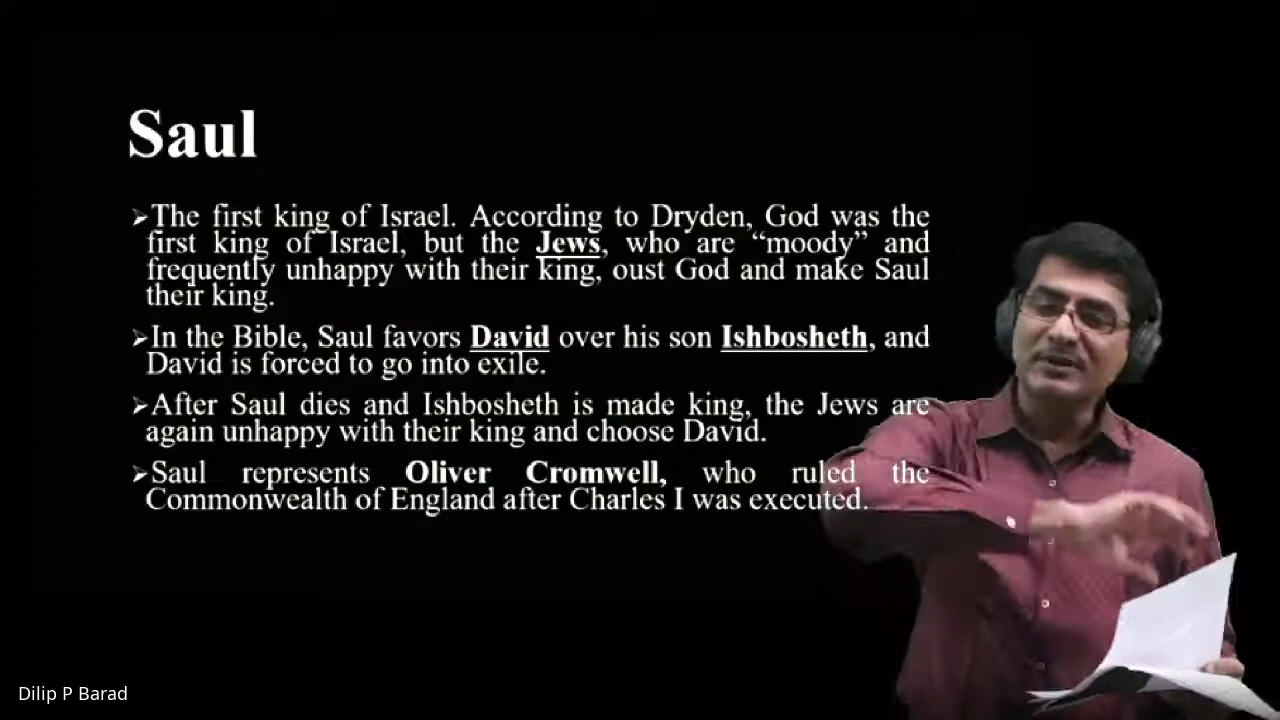 Saul
➢The first king of Israel. According to Dryden, God was the
first king of Israel, but the Jews, who are “moody” and
frequently unhappy with their king, oust God and make Saul
their king.
➢In the Bible, Saul favors David over his son Ishbosheth, and
David is forced to go into exile.
➢After Saul dies and Ishbosheth is made king, the Jews are
again unhappy with their king and choose David.
➢Saul represents Oliver Cromwell, who ruled the
Commonwealth of England after Charles I was executed.
Dilip P Barad